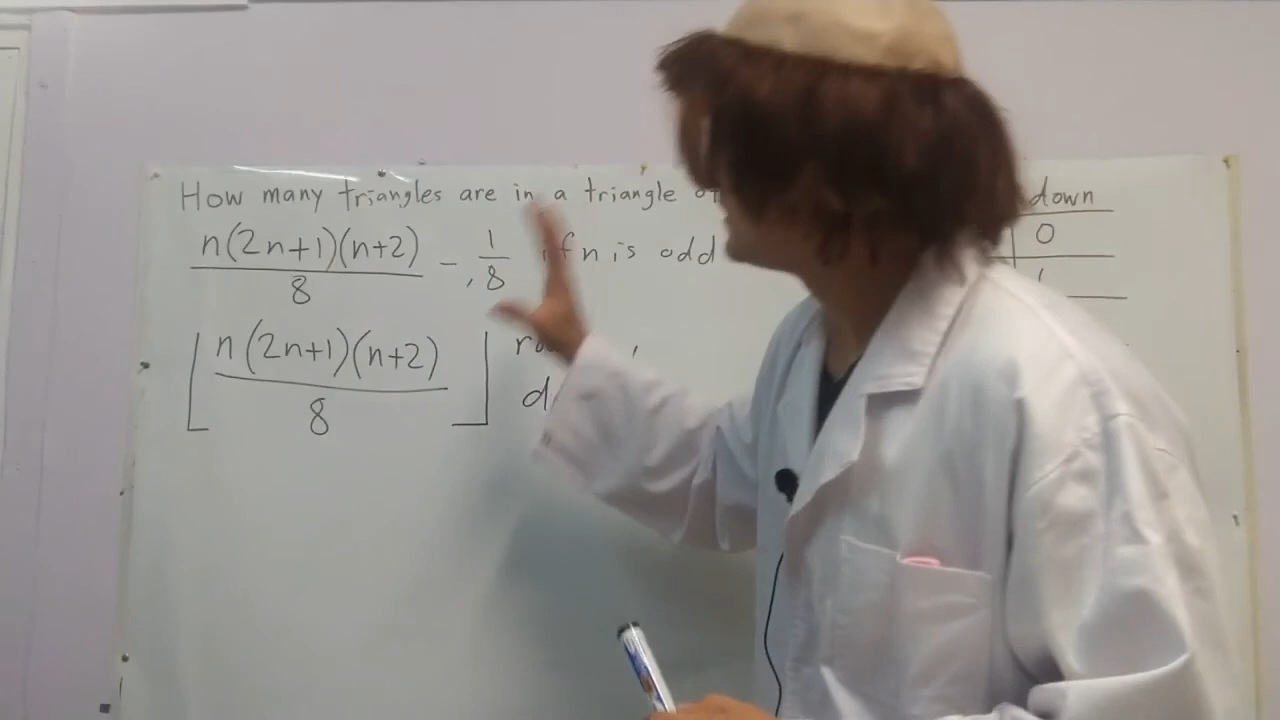 How many triangles are in a triangle of
n(2n+1)(n+2)
8
- 1
8
if n is odd
⌊ n(2n+1)(n+2)
8 ⌋
down
0